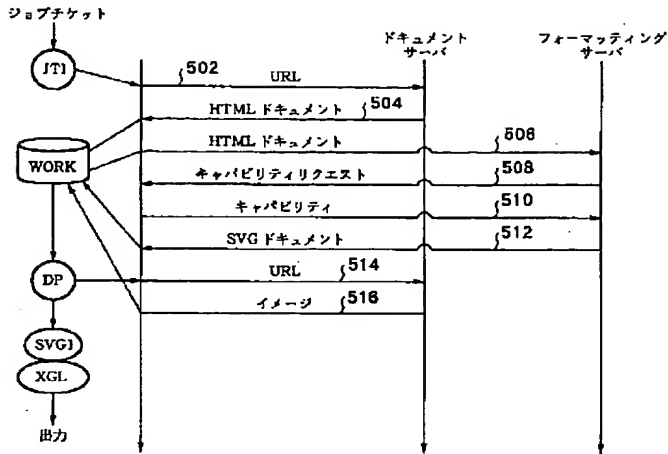 ジョブチケット
ドキュメント
サーバ
フォーマッティング
サーバ
JTI
502
URL
HTML ドキュメント
504
HTML ドキュメント
506
WORK
キャパビリティリクエスト
508
キャパビリティ
510
SVG ドキュメント
512
DP
URL
514
イメージ
516
SVGI
XGL
出力